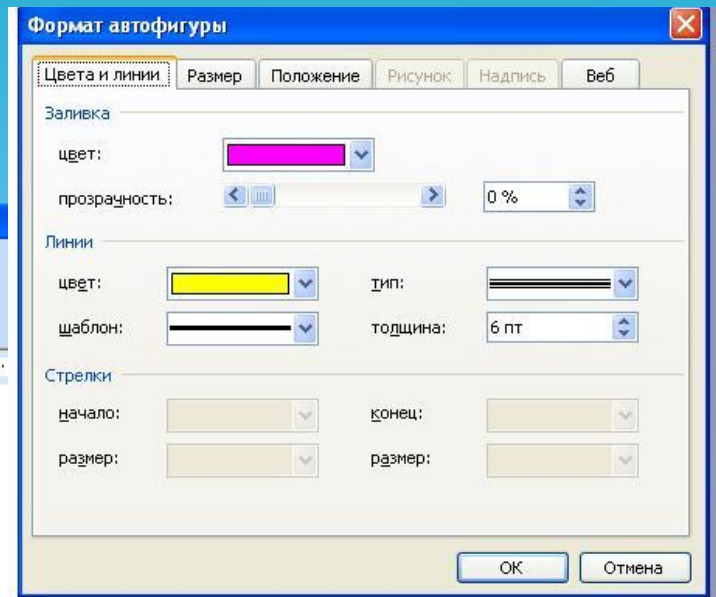 Формат автофигуры
Цвета и линии Размер Положение Рисунок Надпись Веб
Заливка
цвет:
прозрачность: 0 %
Линии
цвет: тип:
шаблон: толщина: 6 пт
Стрелки
начало: конец:
размер: размер:
ОК Отмена